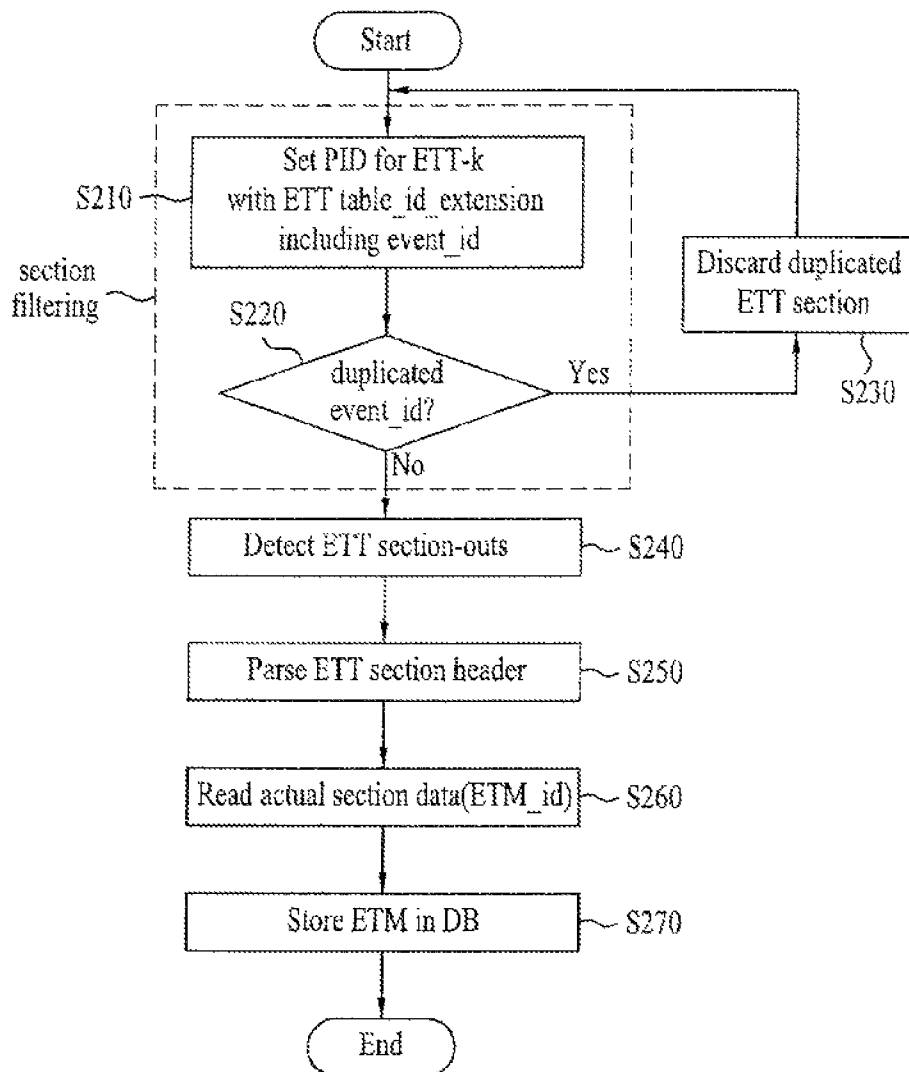 Start
Set PID for ETT-k
with ETT table_id_extension
including event_id
S210
section
filtering
Discard duplicated
ETT section
S230
S220
duplicated
event_id?
Yes
No
Detect ETT section-outs
S240
Parse ETT section header
S250
Read actual section data(ETM_id)
S260
Store ETM in DB
S270
End